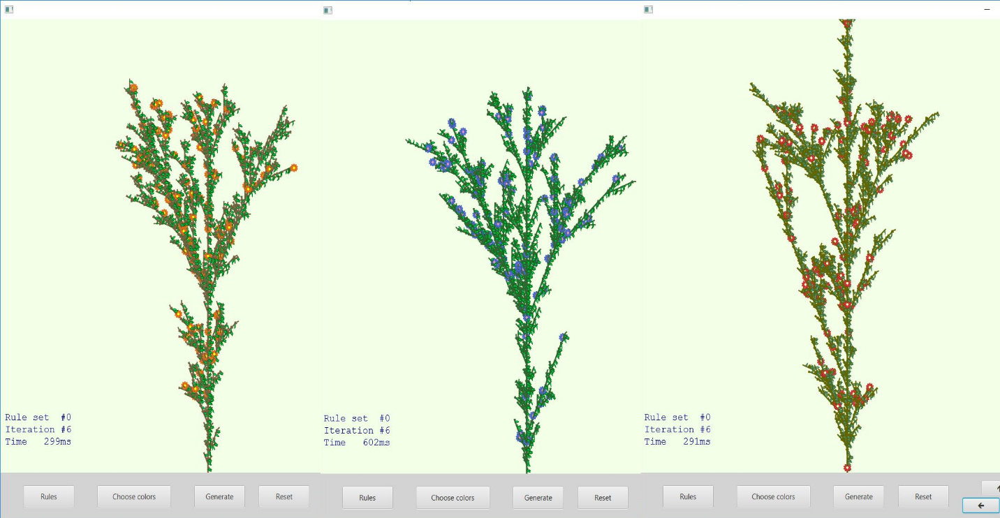 Rule set  #0
Iteration #6
Time   299ms
Rules
Choose colors
Generate
Reset
Rule set  #0
Iteration #6
Time   602ms
Rules
Choose colors
Generate
Reset
Rule set  #0
Iteration #6
Time   291ms
Rules
Choose colors
Generate
Reset